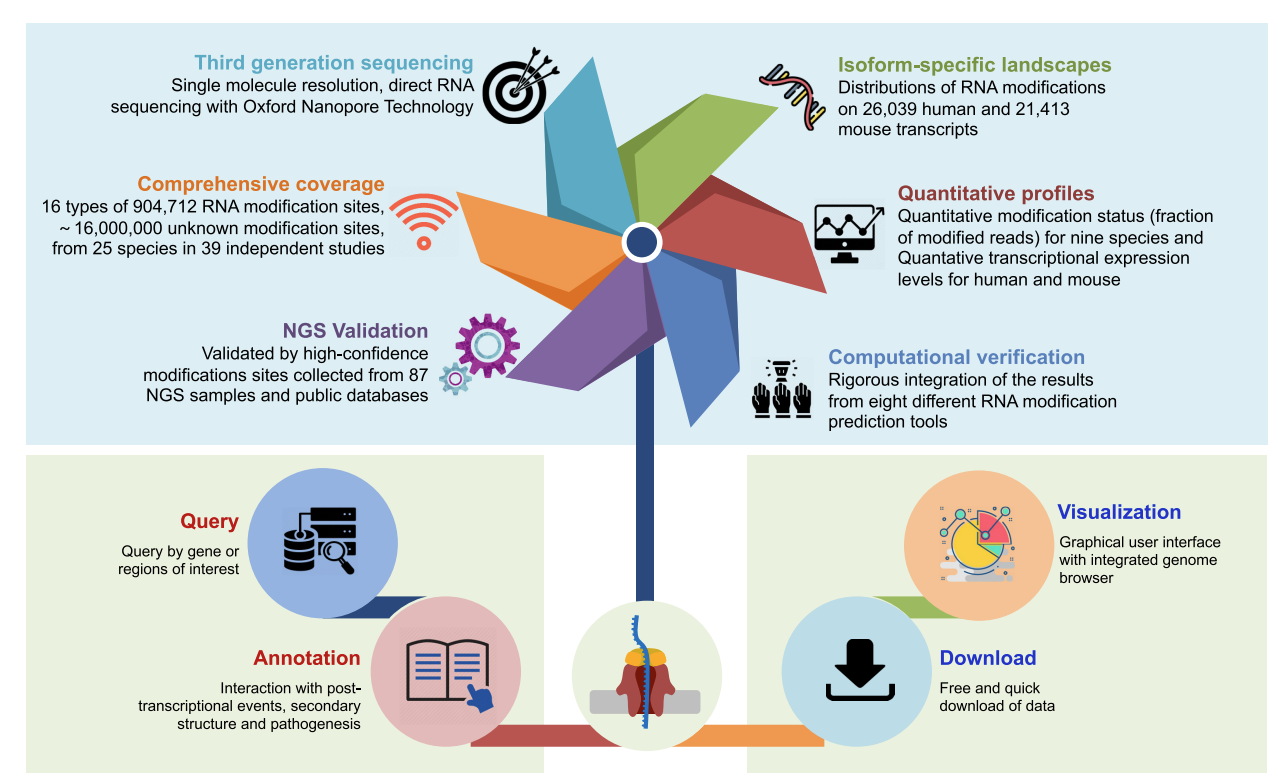 Third generation sequencing
Single molecule resolution, direct RNA
sequencing with Oxford Nanopore Technology
Isoform-specific landscapes
Distributions of RNA modifications
on 26,039 human and 21,413
mouse transcripts
Comprehensive coverage
16 types of 904,712 RNA modification sites,
~ 16,000,000 unknown modification sites,
from 25 species in 39 independent studies
Quantitative profiles
Quantitative modification status (fraction
of modified reads) for nine species and
Quantative transcriptional expression
levels for human and mouse
NGS Validation
Validated by high-confidence
modifications sites collected from 87
NGS samples and public databases
Computational verification
Rigorous integration of the results
from eight different RNA modification
prediction tools
Query
Query by gene or
regions of interest
Annotation
Interaction with post-
transcriptional events, secondary
structure and pathogenesis
Visualization
Graphical user interface
with integrated genome
browser
Download
Free and quick
download of data